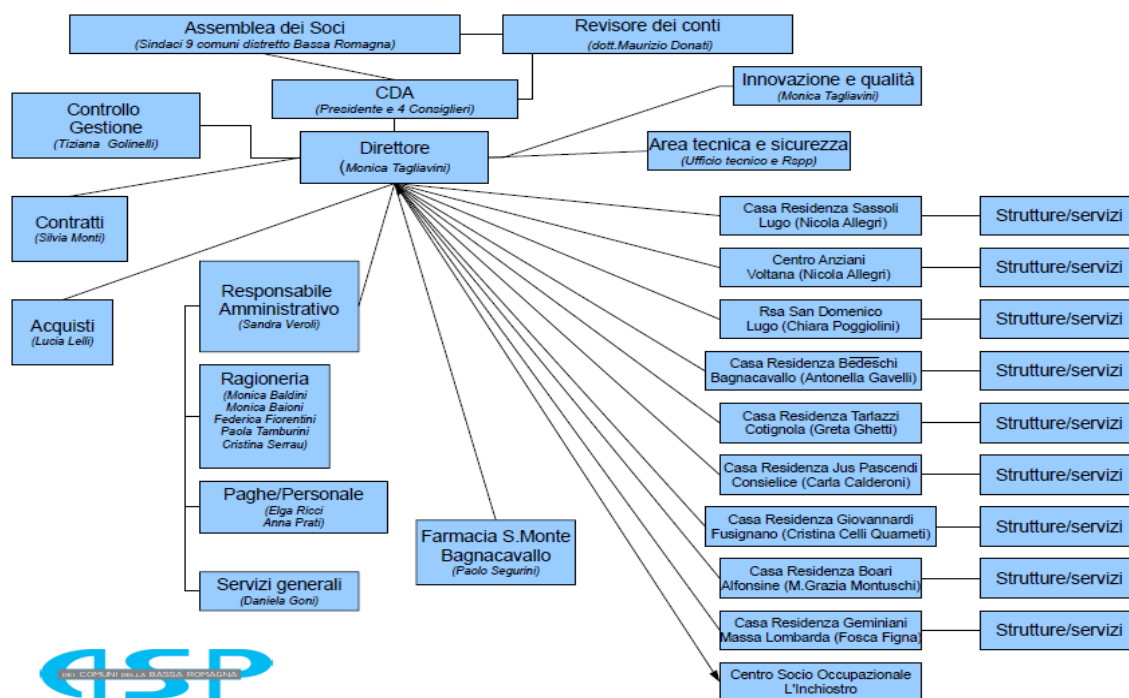 Assemblea dei Soci
(Sindaci 9 comuni distretto Bassa Romagna)
Revisore dei conti
(dott.Maurizio Donati)
CDA
(Presidente e 4 Consiglieri)
Innovazione e qualità
(Monica Tagliavini)
Controllo
Gestione
(Tiziana Golinelli)
Direttore
(Monica Tagliavini)
Area tecnica e sicurezza
(Ufficio tecnico e Rspp)
Contratti
(Silvia Monti)
Acquisti
(Lucia Lelli)
Responsabile
Amministrativo
(Sandra Veroli)
Ragioneria
(Monica Baldini
Monica Baioni
Federica Fiorentini
Paola Tamburini
Cristina Serrau)
Paghe/Personale
(Elga Ricci
Anna Prati)
Servizi generali
(Daniela Goni)
Farmacia S.Monte
Bagnacavallo
(Paolo Segurini)
Casa Residenza Sassoli
Lugo (Nicola Allegri)
Strutture/servizi
Centro Anziani
Voltana (Nicola Allegri)
Strutture/servizi
Rsa San Domenico
Lugo (Chiara Poggiolini)
Strutture/servizi
Casa Residenza Bedeschi
Bagnacavallo (Antonella Gavelli)
Strutture/servizi
Casa Residenza Tarlazzi
Cotignola (Greta Ghetti)
Strutture/servizi
Casa Residenza Jus Pascendi
Consielice (Carla Calderoni)
Strutture/servizi
Casa Residenza Giovannardi
Fusignano (Cristina Celli Quarneti)
Strutture/servizi
Casa Residenza Boari
Alfonsine (M.Grazia Montuschi)
Strutture/servizi
Casa Residenza Geminiani
Massa Lombarda (Fosca Figna)
Strutture/servizi
Centro Socio Occupazionale
L'Inchiostro
ASP
DEI COMUNI DELLA BASSA ROMAGNA